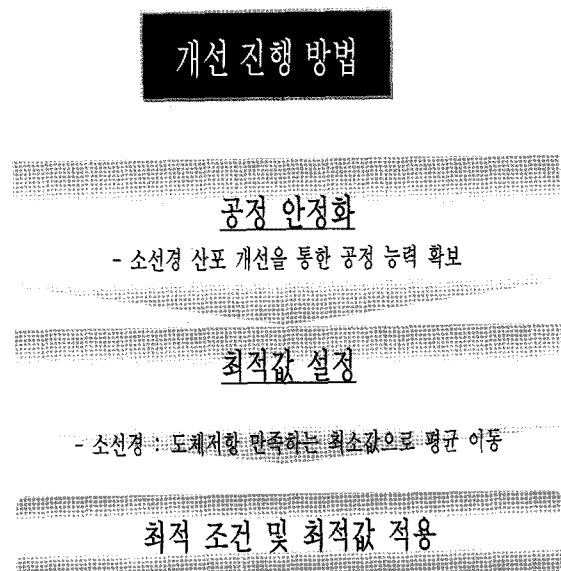 개선 진행 방법
공정 안정화
- 소선경 산포 개선을 통한 공정 능력 확보
최적값 설정
- 소선경 : 도체저항 만족하는 최소값으로 평균 이동
최적 조건 및 최적값 적용